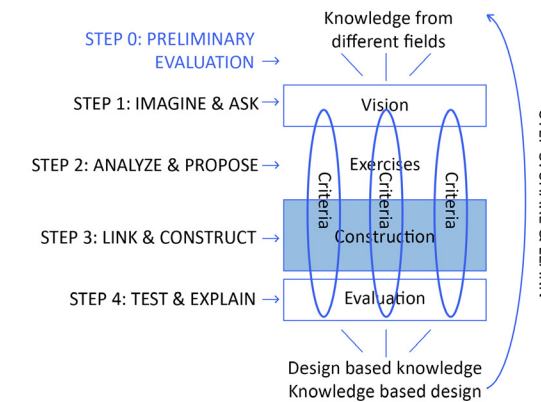 Knowledge from
different fields
STEP 0: PRELIMINARY
EVALUATION
STEP 1: IMAGINE & ASK
Vision
STEP 2: ANALYZE & PROPOSE
Exercises
Criteria
Criteria
Criteria
STEP 3: LINK & CONSTRUCT
Construction
STEP 4: TEST & EXPLAIN
Evaluation
Design based knowledge
Knowledge based design